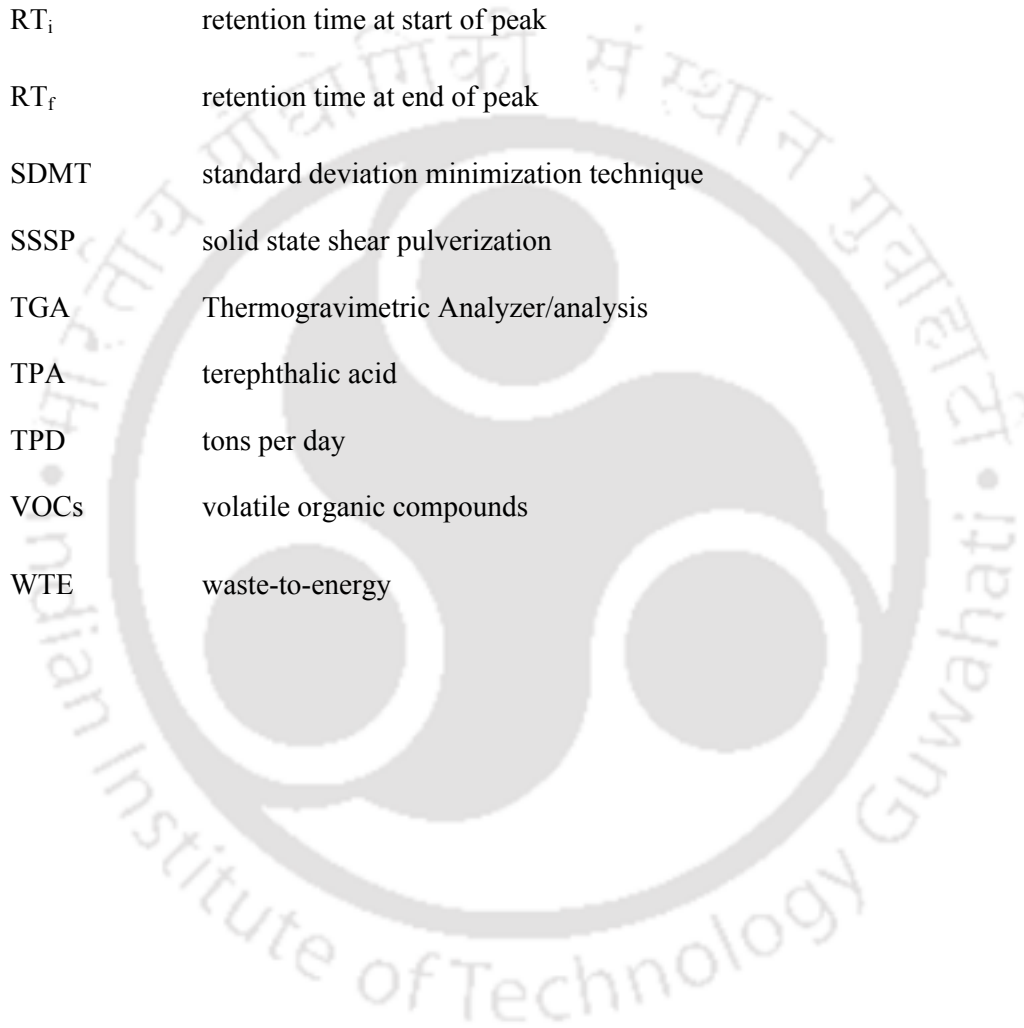 RTi retention time at start of peak
RTf retention time at end of peak
SDMT standard deviation minimization technique
SSSP solid state shear pulverization
TGA Thermogravimetric Analyzer/analysis
TPA terephthalic acid
TPD tons per day
VOCs volatile organic compounds
WTE waste-to-energy
भारतीय प्रौद्योगिकी संस्थान गुवाहाटी
Indian Institute of Technology Guwahati